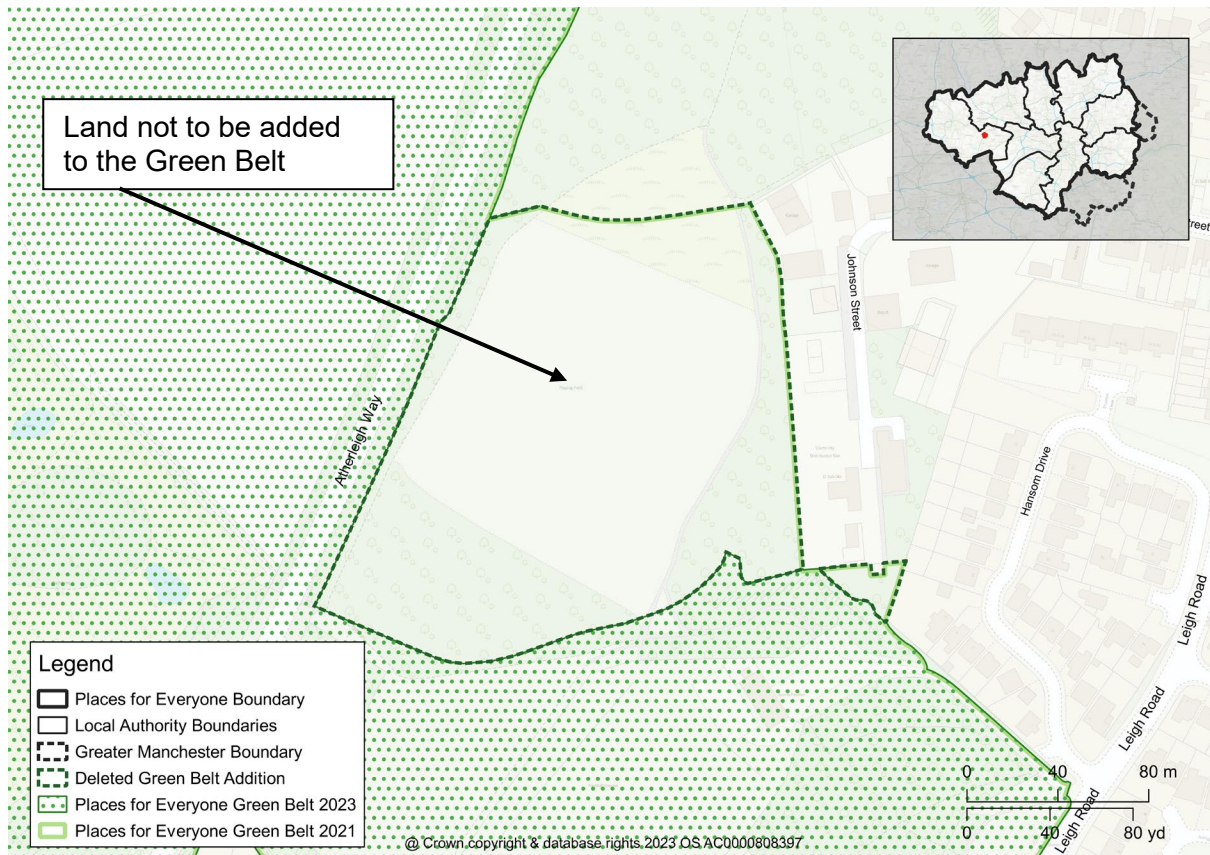 Land not to be added
to the Green Belt
Johnson Street
Atherleigh Way
Playing Field
Hansom Drive
Leigh Road
Leigh Road
Leigh Road
Legend
Places for Everyone Boundary
Local Authority Boundaries
Greater Manchester Boundary
Deleted Green Belt Addition
Places for Everyone Green Belt 2023
Places for Everyone Green Belt 2021
0 40 80 m
0 40 80 yd
@ Crown copyright & database rights 2023 OS AC0000808397